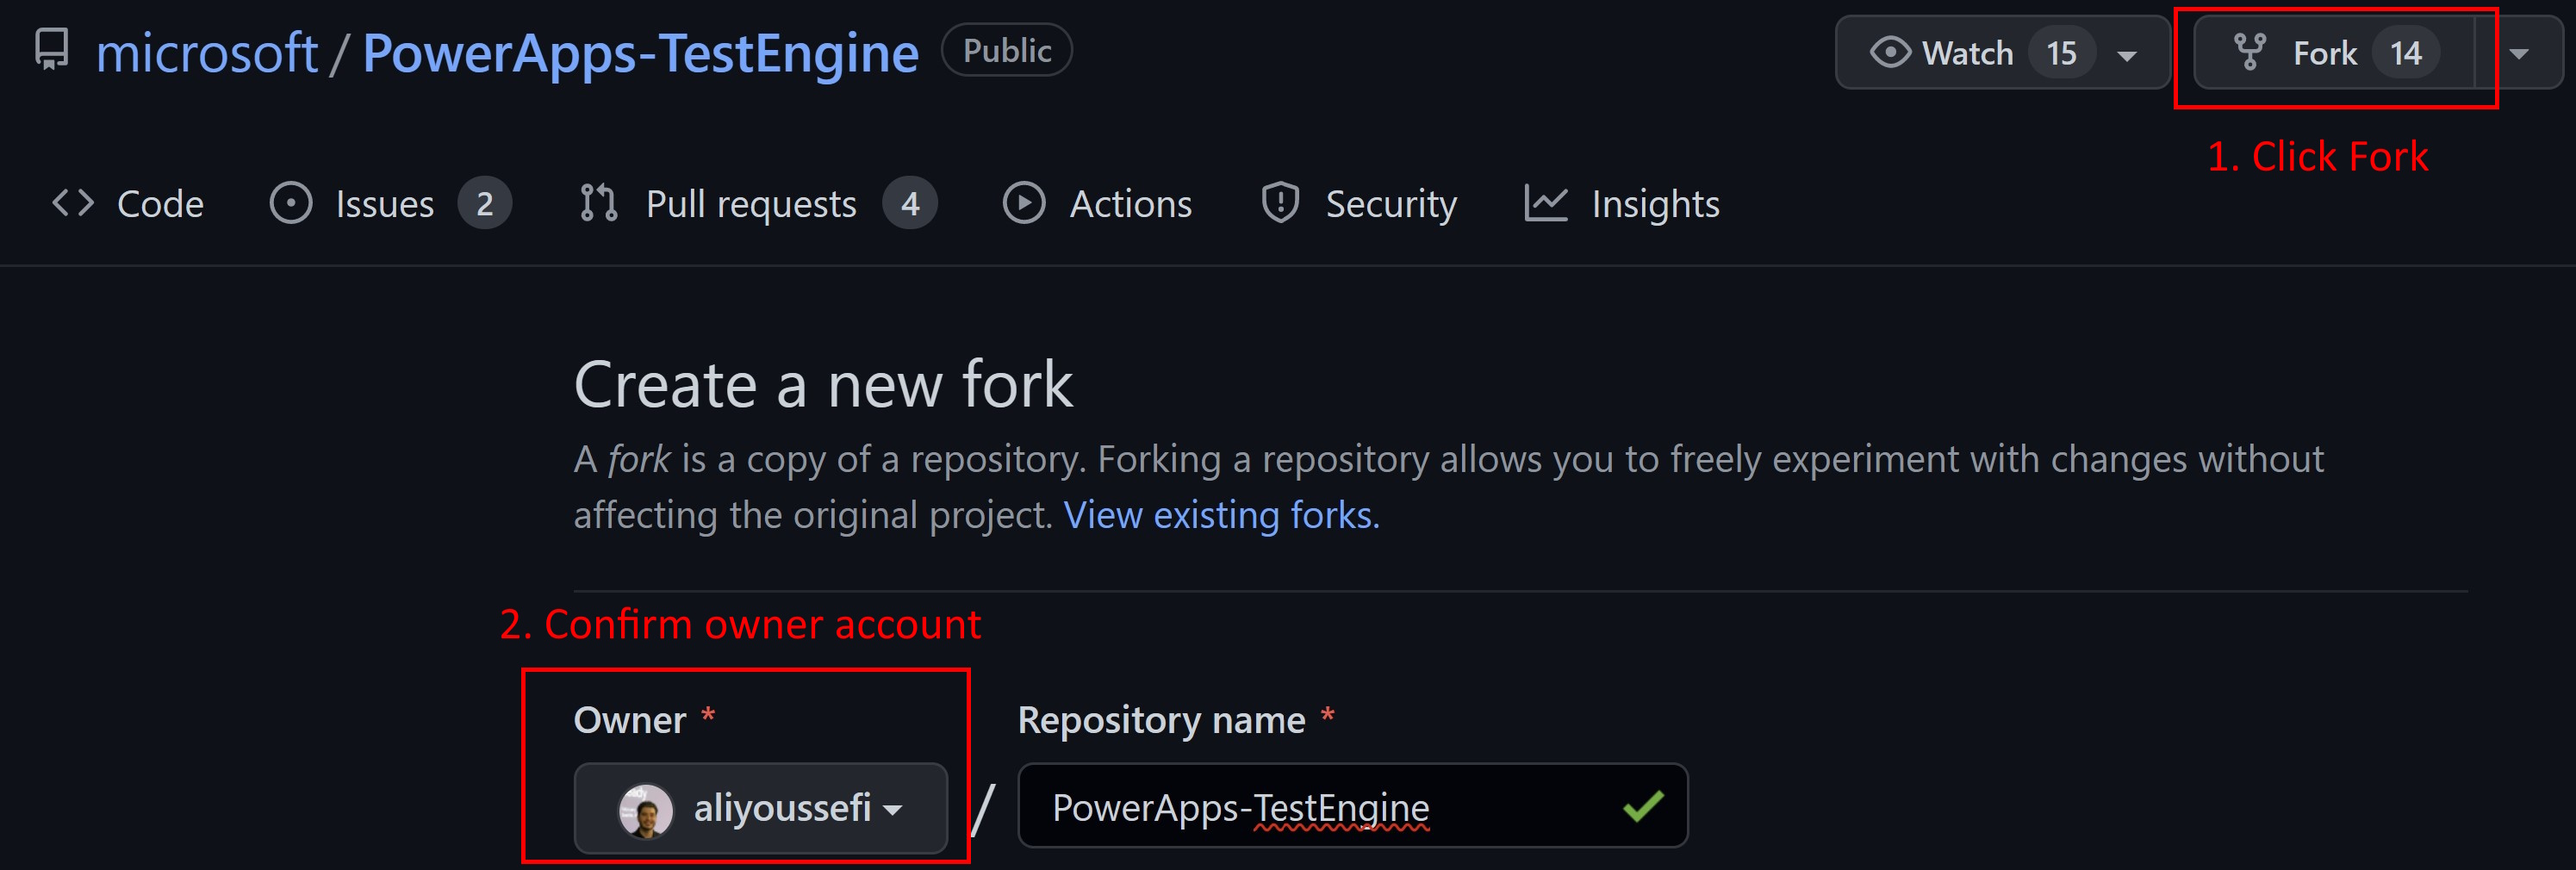 microsoft / PowerApps-TestEngine Public Watch 15 Fork 14
1. Click Fork
Code Issues 2 Pull requests 4 Actions Security Insights
Create a new fork
A fork is a copy of a repository. Forking a repository allows you to freely experiment with changes without
affecting the original project. View existing forks.
2. Confirm owner account
Owner * Repository name *
aliyoussefi / PowerApps-TestEngine